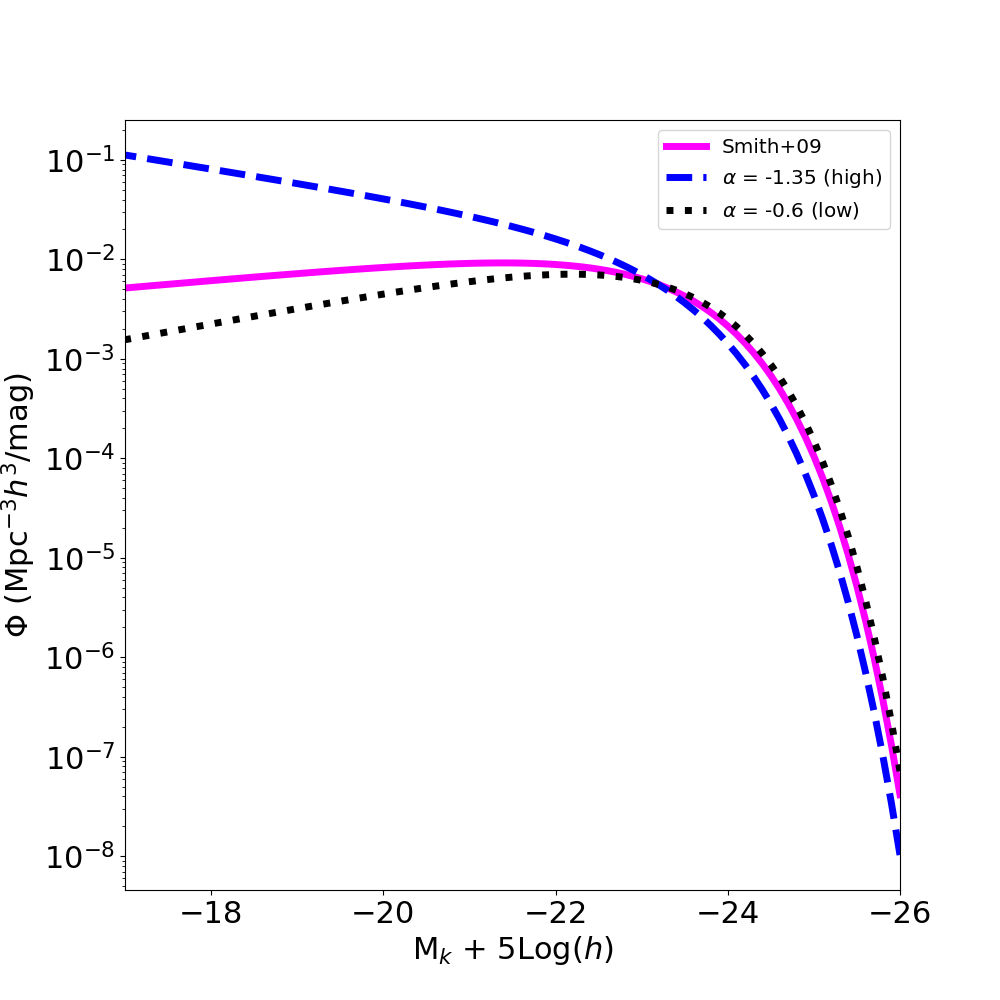 Smith+09
α = -1.35 (high)
α = -0.6 (low)
10⁻¹
10⁻²
10⁻³
10⁻⁴
10⁻⁵
10⁻⁶
10⁻⁷
10⁻⁸
Φ (Mpc⁻³h³/mag)
−18 −20 −22 −24 −26
Mₖ + 5Log(h)